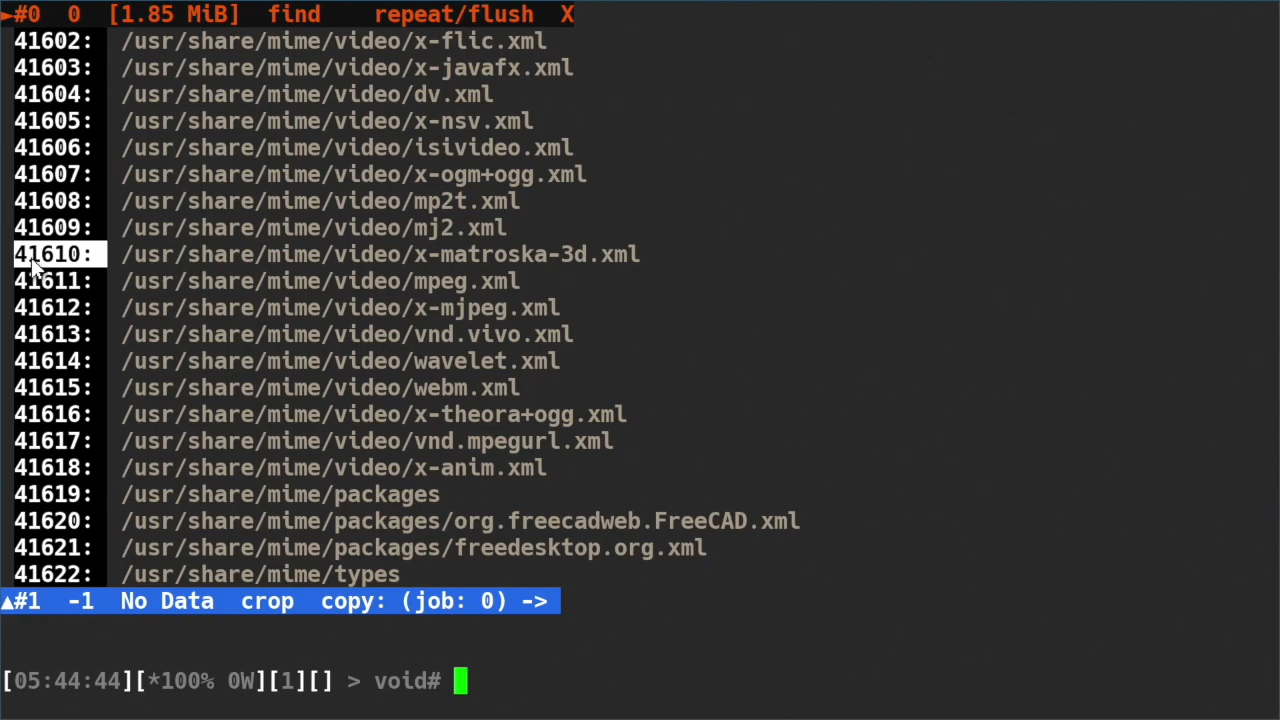 ►#0 0 [1.85 MiB] find repeat/flush X
41602: /usr/share/mime/video/x-flic.xml
41603: /usr/share/mime/video/x-javafx.xml
41604: /usr/share/mime/video/dv.xml
41605: /usr/share/mime/video/x-nsv.xml
41606: /usr/share/mime/video/isivideo.xml
41607: /usr/share/mime/video/x-ogm+ogg.xml
41608: /usr/share/mime/video/mp2t.xml
41609: /usr/share/mime/video/mj2.xml
41610: /usr/share/mime/video/x-matroska-3d.xml
41611: /usr/share/mime/video/mpeg.xml
41612: /usr/share/mime/video/x-mjpeg.xml
41613: /usr/share/mime/video/vnd.vivo.xml
41614: /usr/share/mime/video/wavelet.xml
41615: /usr/share/mime/video/webm.xml
41616: /usr/share/mime/video/x-theora+ogg.xml
41617: /usr/share/mime/video/vnd.mpegurl.xml
41618: /usr/share/mime/video/x-anim.xml
41619: /usr/share/mime/packages
41620: /usr/share/mime/packages/org.freecadweb.FreeCAD.xml
41621: /usr/share/mime/packages/freedesktop.org.xml
41622: /usr/share/mime/types
▲#1 -1 No Data crop copy: (job: 0) ->
[05:44:44][*100% 0W][1][] > void#